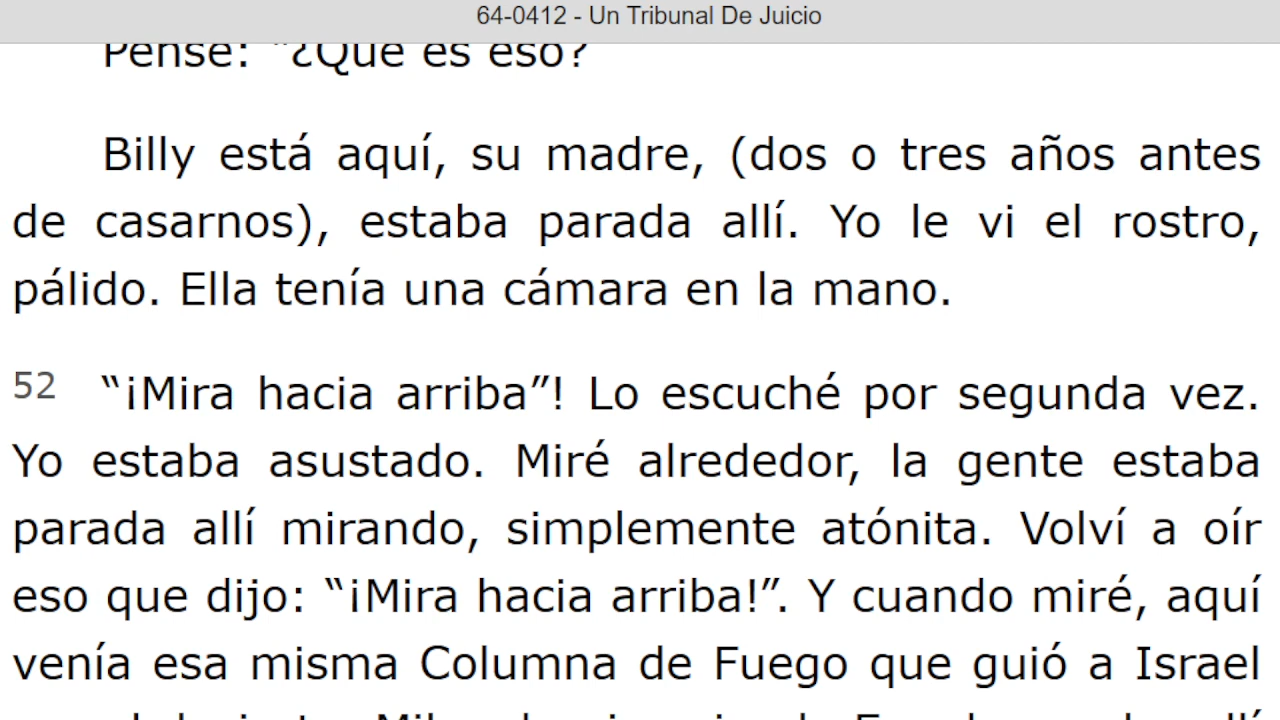 64-0412 - Un Tribunal De Juicio
Pensé: “¿Qué es eso?
Billy está aquí, su madre, (dos o tres años antes
de casarnos), estaba parada allí. Yo le vi el rostro,
pálido. Ella tenía una cámara en la mano.
52 “¡Mira hacia arriba”! Lo escuché por segunda vez.
Yo estaba asustado. Miré alrededor, la gente estaba
parada allí mirando, simplemente atónita. Volví a oír
eso que dijo: “¡Mira hacia arriba!”. Y cuando miré, aquí
venía esa misma Columna de Fuego que guió a Israel